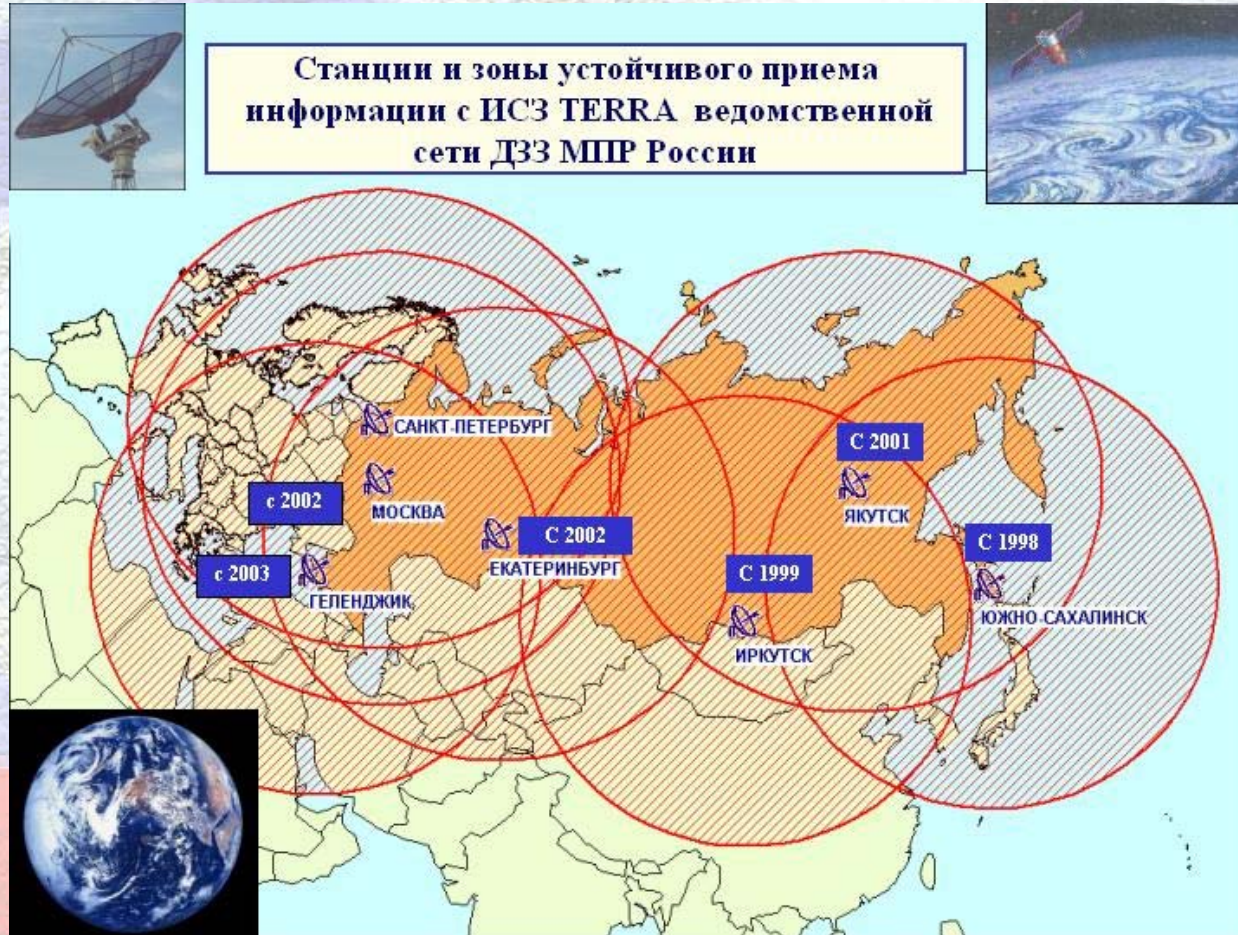 Станции и зоны устойчивого приема
информации с ИСЗ TERRA ведомственной
сети ДЗЗ МПР России
САНКТ-ПЕТЕРБУРГ
С 2001
МОСКВА
с 2002
ЯКУТСК
С 2002
С 1998
ЕКАТЕРИНБУРГ
с 2003
С 1999
ГЕЛЕНДЖИК
ЮЖНО-САХАЛИНСК
ИРКУТСК